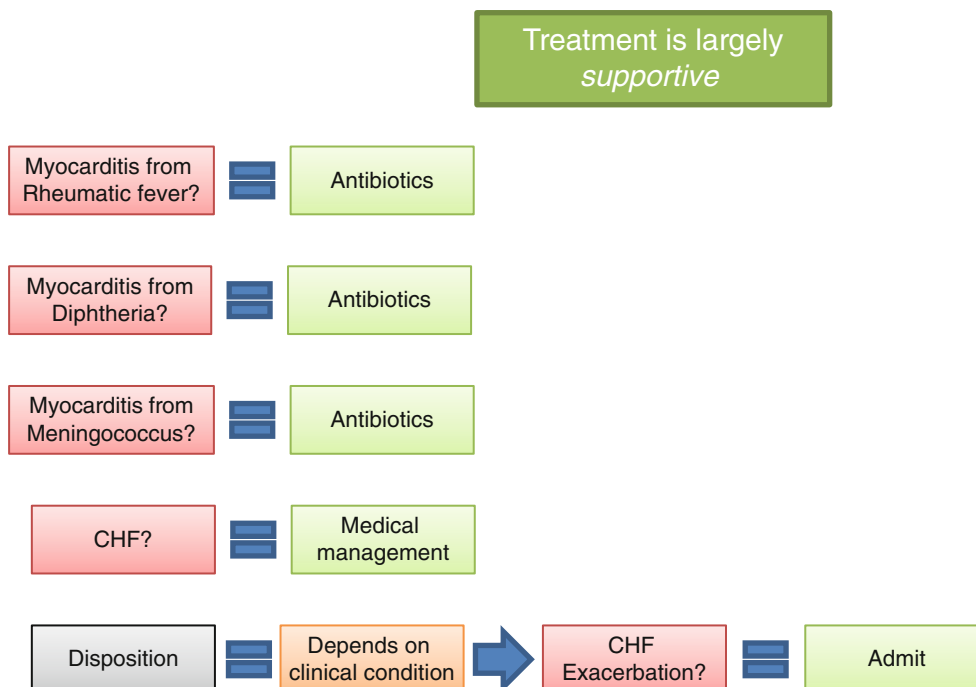 Treatment is largely
supportive
Myocarditis from
Rheumatic fever?
Antibiotics
Myocarditis from
Diphtheria?
Antibiotics
Myocarditis from
Meningococcus?
Antibiotics
CHF?
Medical
management
Disposition
Depends on
clinical condition
CHF
Exacerbation?
Admit